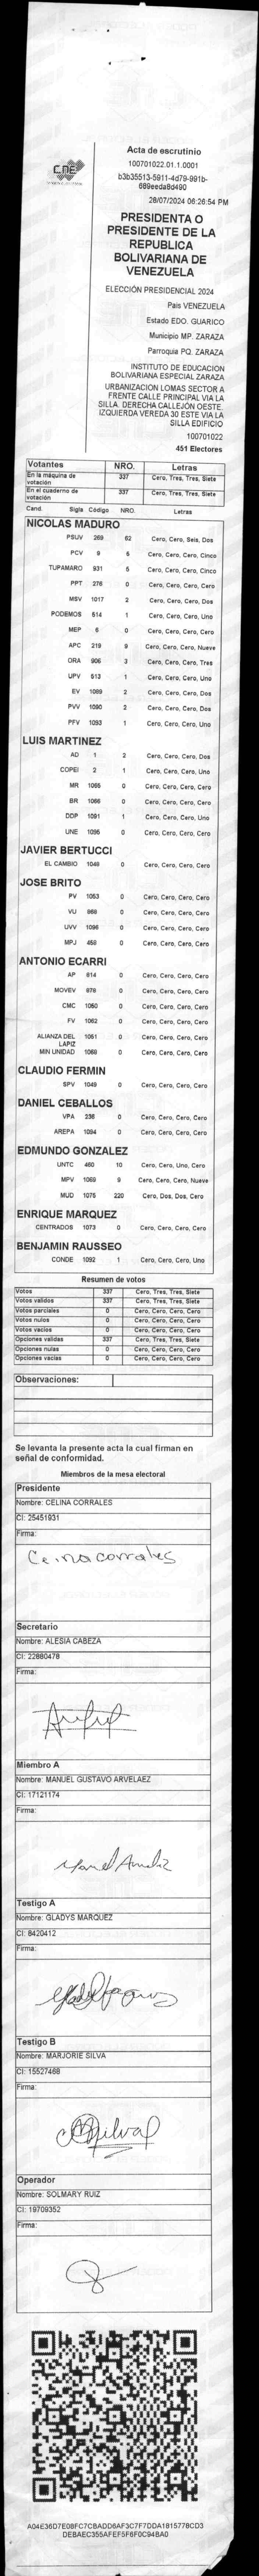 Acta de escrutinio
100701022.01.1.0001
b3b35513-5911-4d79-991b-
689eeda8d490
28/07/2024 06:26:54 PM
CNE
PRESIDENTA O
PRESIDENTE DE LA
REPUBLICA
BOLIVARIANA DE
VENEZUELA
ELECCIÓN PRESIDENCIAL 2024
Pais VENEZUELA
Estado EDO. GUARICO
Municipio MP. ZARAZA
Parroquia PQ. ZARAZA
INSTITUTO DE EDUCACION
BOLIVARIANA ESPECIAL ZARAZA
URBANIZACION LOMAS SECTOR A
FRENTE CALLE PRINCIPAL VIA LA
SILLA. DERECHA CALLEJÓN OESTE.
IZQUIERDA VEREDA 30 ESTE VIA LA
SILLA EDIFICIO
100701022
451 Electores
Votantes NRO. Letras
En la máquina de votación 337 Cero, Tres, Tres, Siete
En el cuaderno de votación 337 Cero, Tres, Tres, Siete
Cand. Sigla Código NRO. Letras
NICOLAS MADURO
PSUV 269 62 Cero, Cero, Seis, Dos
PCV 9 5 Cero, Cero, Cero, Cinco
TUPAMARO 931 5 Cero, Cero, Cero, Cinco
PPT 276 0 Cero, Cero, Cero, Cero
MSV 1017 2 Cero, Cero, Cero, Dos
PODEMOS 514 1 Cero, Cero, Cero, Uno
MEP 6 0 Cero, Cero, Cero, Cero
APC 219 9 Cero, Cero, Cero, Nueve
ORA 906 3 Cero, Cero, Cero, Tres
UPV 513 1 Cero, Cero, Cero, Uno
EV 1089 2 Cero, Cero, Cero, Dos
PVV 1090 2 Cero, Cero, Cero, Dos
PFV 1093 1 Cero, Cero, Cero, Uno
LUIS MARTINEZ
AD 1 2 Cero, Cero, Cero, Dos
COPEI 2 1 Cero, Cero, Cero, Uno
MR 1065 0 Cero, Cero, Cero, Cero
BR 1066 0 Cero, Cero, Cero, Cero
DDP 1091 1 Cero, Cero, Cero, Uno
UNE 1095 0 Cero, Cero, Cero, Cero
JAVIER BERTUCCI
EL CAMBIO 1048 0 Cero, Cero, Cero, Cero
JOSE BRITO
PV 1053 0 Cero, Cero, Cero, Cero
VU 868 0 Cero, Cero, Cero, Cero
UVV 1096 0 Cero, Cero, Cero, Cero
MPJ 459 0 Cero, Cero, Cero, Cero
ANTONIO ECARRI
AP 814 0 Cero, Cero, Cero, Cero
MOVEV 878 0 Cero, Cero, Cero, Cero
CMC 1050 0 Cero, Cero, Cero, Cero
FV 1062 0 Cero, Cero, Cero, Cero
ALIANZA DEL LAPIZ 1051 0 Cero, Cero, Cero, Cero
MIN UNIDAD 1069 0 Cero, Cero, Cero, Cero
CLAUDIO FERMIN
SPV 1049 0 Cero, Cero, Cero, Cero
DANIEL CEBALLOS
VPA 236 0 Cero, Cero, Cero, Cero
AREPA 1094 0 Cero, Cero, Cero, Cero
EDMUNDO GONZALEZ
UNTC 460 10 Cero, Cero, Uno, Cero
MPV 1069 9 Cero, Cero, Cero, Nueve
MUD 1075 220 Cero, Dos, Dos, Cero
ENRIQUE MARQUEZ
CENTRADOS 1073 0 Cero, Cero, Cero, Cero
BENJAMIN RAUSSEO
CONDE 1092 1 Cero, Cero, Cero, Uno
Resumen de votos
Votos 337 Cero, Tres, Tres, Siete
Votos validos 337 Cero, Tres, Tres, Siete
Votos parciales 0 Cero, Cero, Cero, Cero
Votos nulos 0 Cero, Cero, Cero, Cero
Votos vacios 0 Cero, Cero, Cero, Cero
Opciones validas 337 Cero, Tres, Tres, Siete
Opciones nulas 0 Cero, Cero, Cero, Cero
Opciones vacias 0 Cero, Cero, Cero, Cero
Observaciones:
Se levanta la presente acta la cual firman en
señal de conformidad.
Miembros de la mesa electoral
Presidente
Nombre: CELINA CORRALES
CI: 25451931
Firma:
Celina corrales
Secretario
Nombre: ALESIA CABEZA
CI: 22880478
Firma:
Miembro A
Nombre: MANUEL GUSTAVO ARVELAEZ
CI: 17121174
Firma:
Testigo A
Nombre: GLADYS MARQUEZ
CI: 8420412
Firma:
Testigo B
Nombre: MARJORIE SILVA
CI: 15527468
Firma:
Operador
Nombre: SOLMARY RUIZ
CI: 19709352
Firma:
A04E36D7E08FC7CBADD6AF3C7F7DDA1815778CD3
DEBAEC355AFEF5F6F0C94BA0